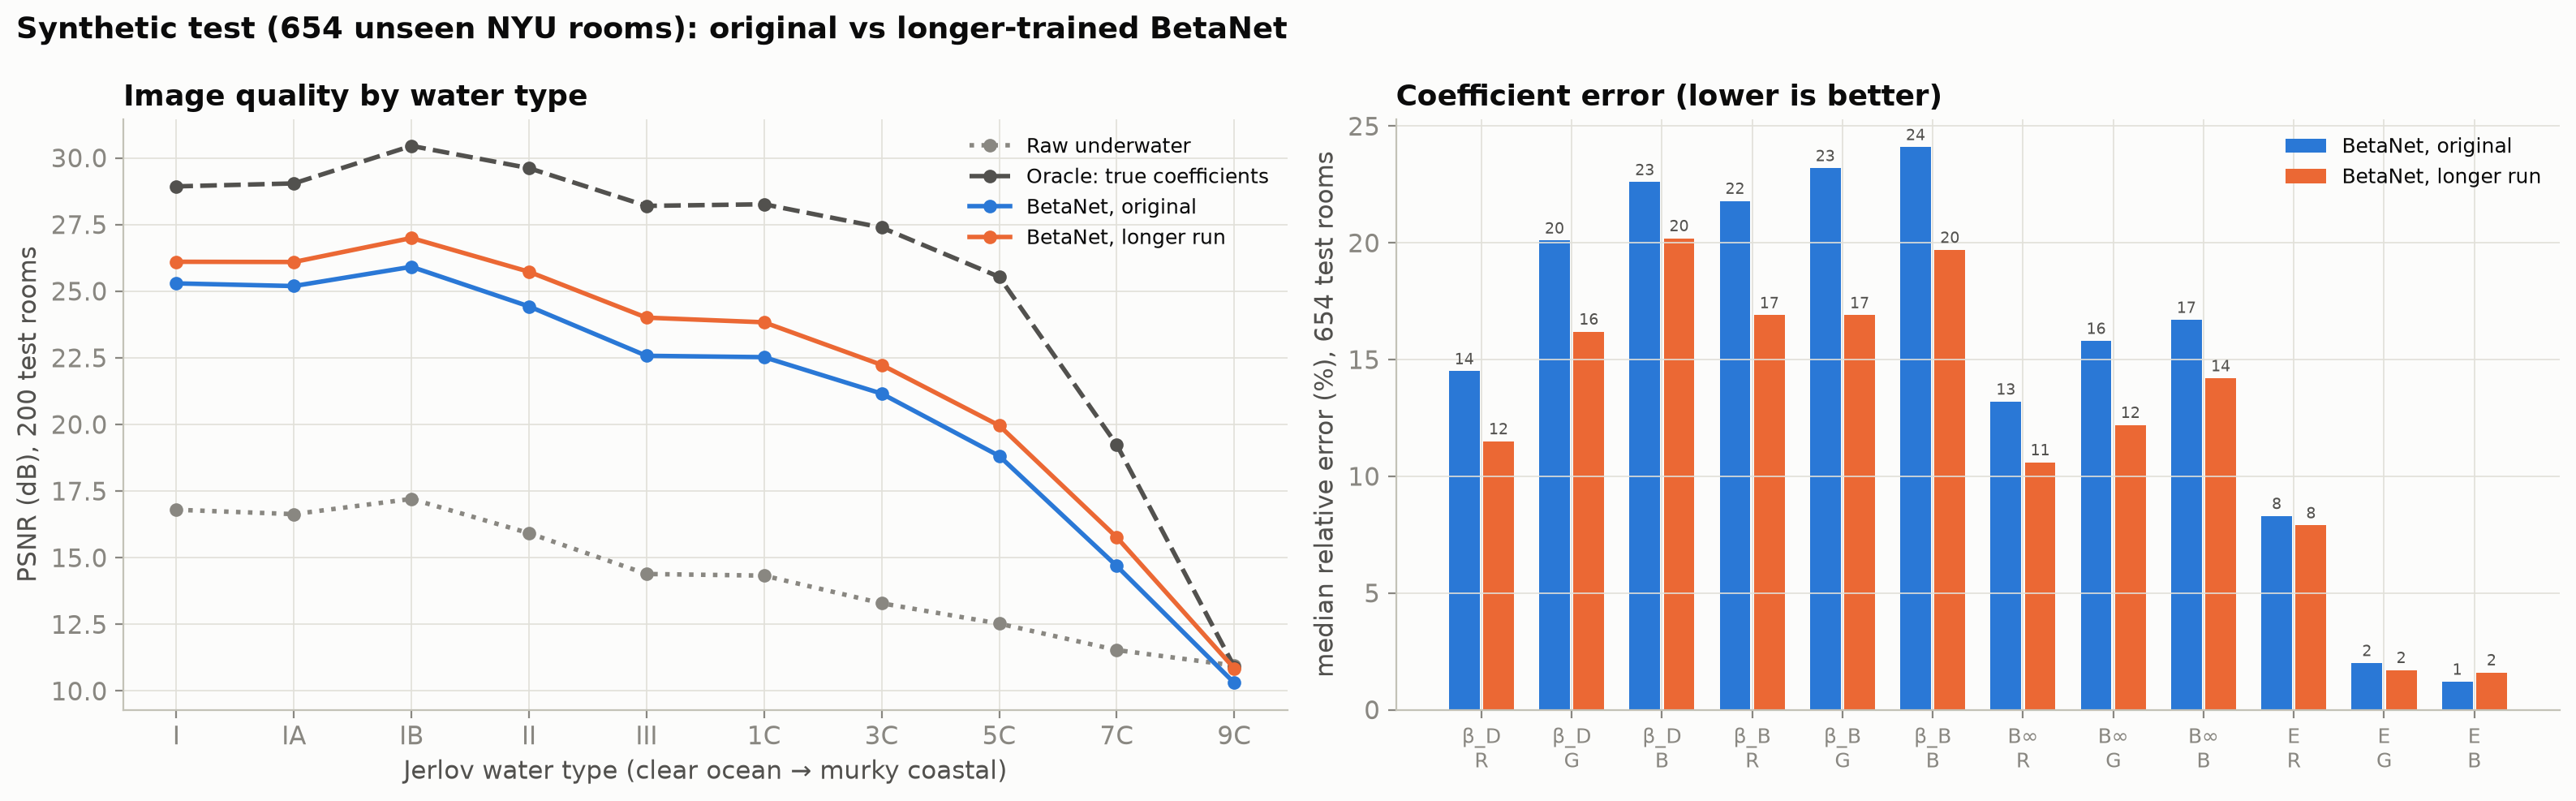 Synthetic test (654 unseen NYU rooms): original vs longer-trained BetaNet
Image quality by water type
PSNR (dB), 200 test rooms
30.0
27.5
25.0
22.5
20.0
17.5
15.0
12.5
10.0
Raw underwater
Oracle: true coefficients
BetaNet, original
BetaNet, longer run
I IA IB II III 1C 3C 5C 7C 9C
Jerlov water type (clear ocean → murky coastal)
Coefficient error (lower is better)
median relative error (%), 654 test rooms
25
20
15
10
5
0
BetaNet, original
BetaNet, longer run
14 12 20 16 23 20 22 17 23 17 24 20 13 11 16 12 17 14 8 8 2 2 1 2
β_D β_D β_D β_B β_B β_B B∞ B∞ B∞ E E E
R G B R G B R G B R G B